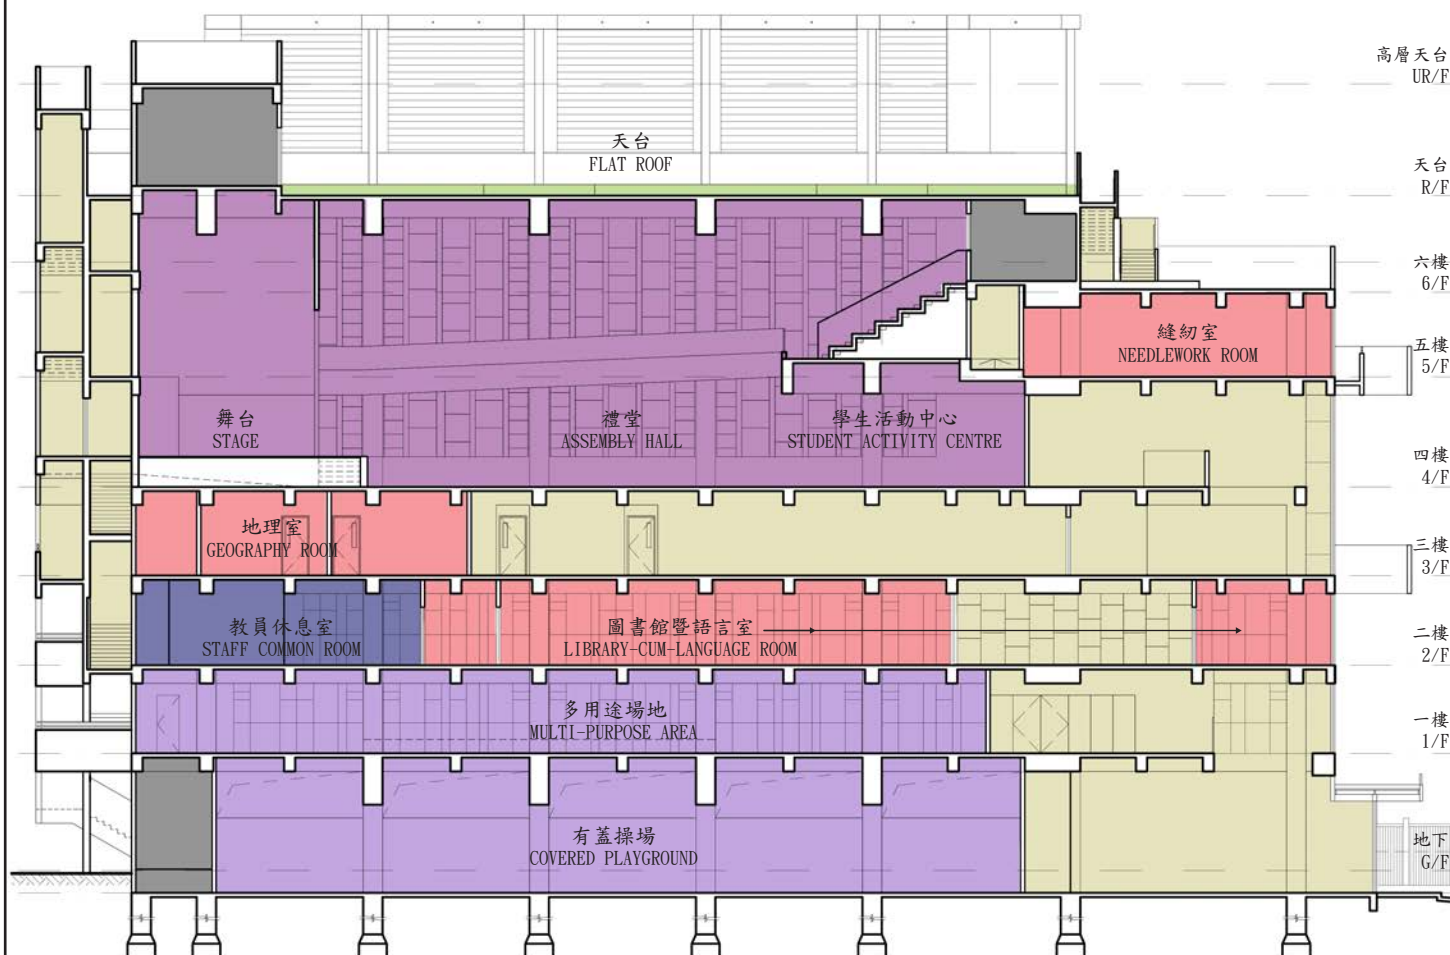 高層天台
UR/F
天台
FLAT ROOF
天台
R/F
六樓
6/F
縫紉室
NEEDLEWORK ROOM
五樓
5/F
舞台
STAGE
禮堂
ASSEMBLY HALL
學生活動中心
STUDENT ACTIVITY CENTRE
四樓
4/F
地理室
GEOGRAPHY ROOM
三樓
3/F
教員休息室
STAFF COMMON ROOM
圖書館暨語言室
LIBRARY-CUM-LANGUAGE ROOM
二樓
2/F
多用途場地
MULTI-PURPOSE AREA
一樓
1/F
有蓋操場
COVERED PLAYGROUND
地下
G/F